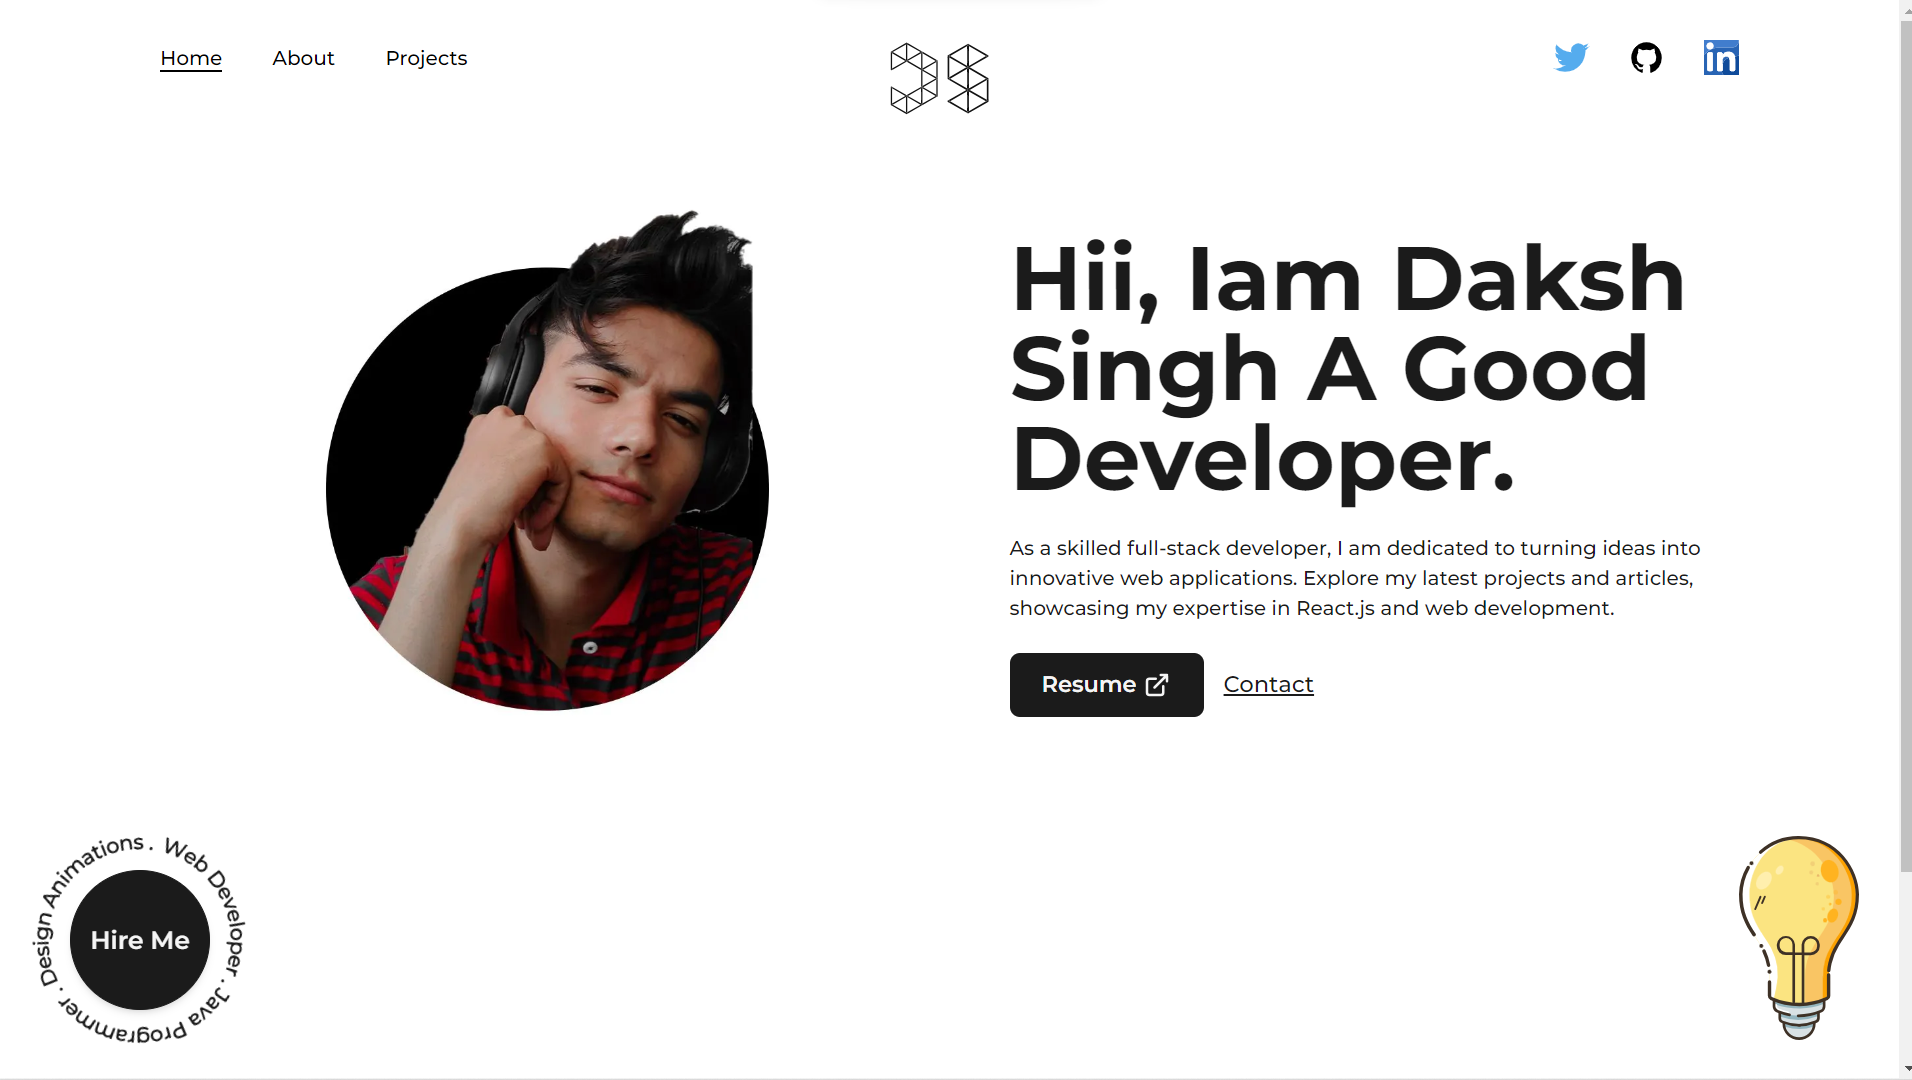 Home About Projects
Hii, Iam Daksh
Singh A Good
Developer.
As a skilled full-stack developer, I am dedicated to turning ideas into
innovative web applications. Explore my latest projects and articles,
showcasing my expertise in React.js and web development.
Resume Contact
Web Developer . Java Programmer . Design Animations .
Hire Me